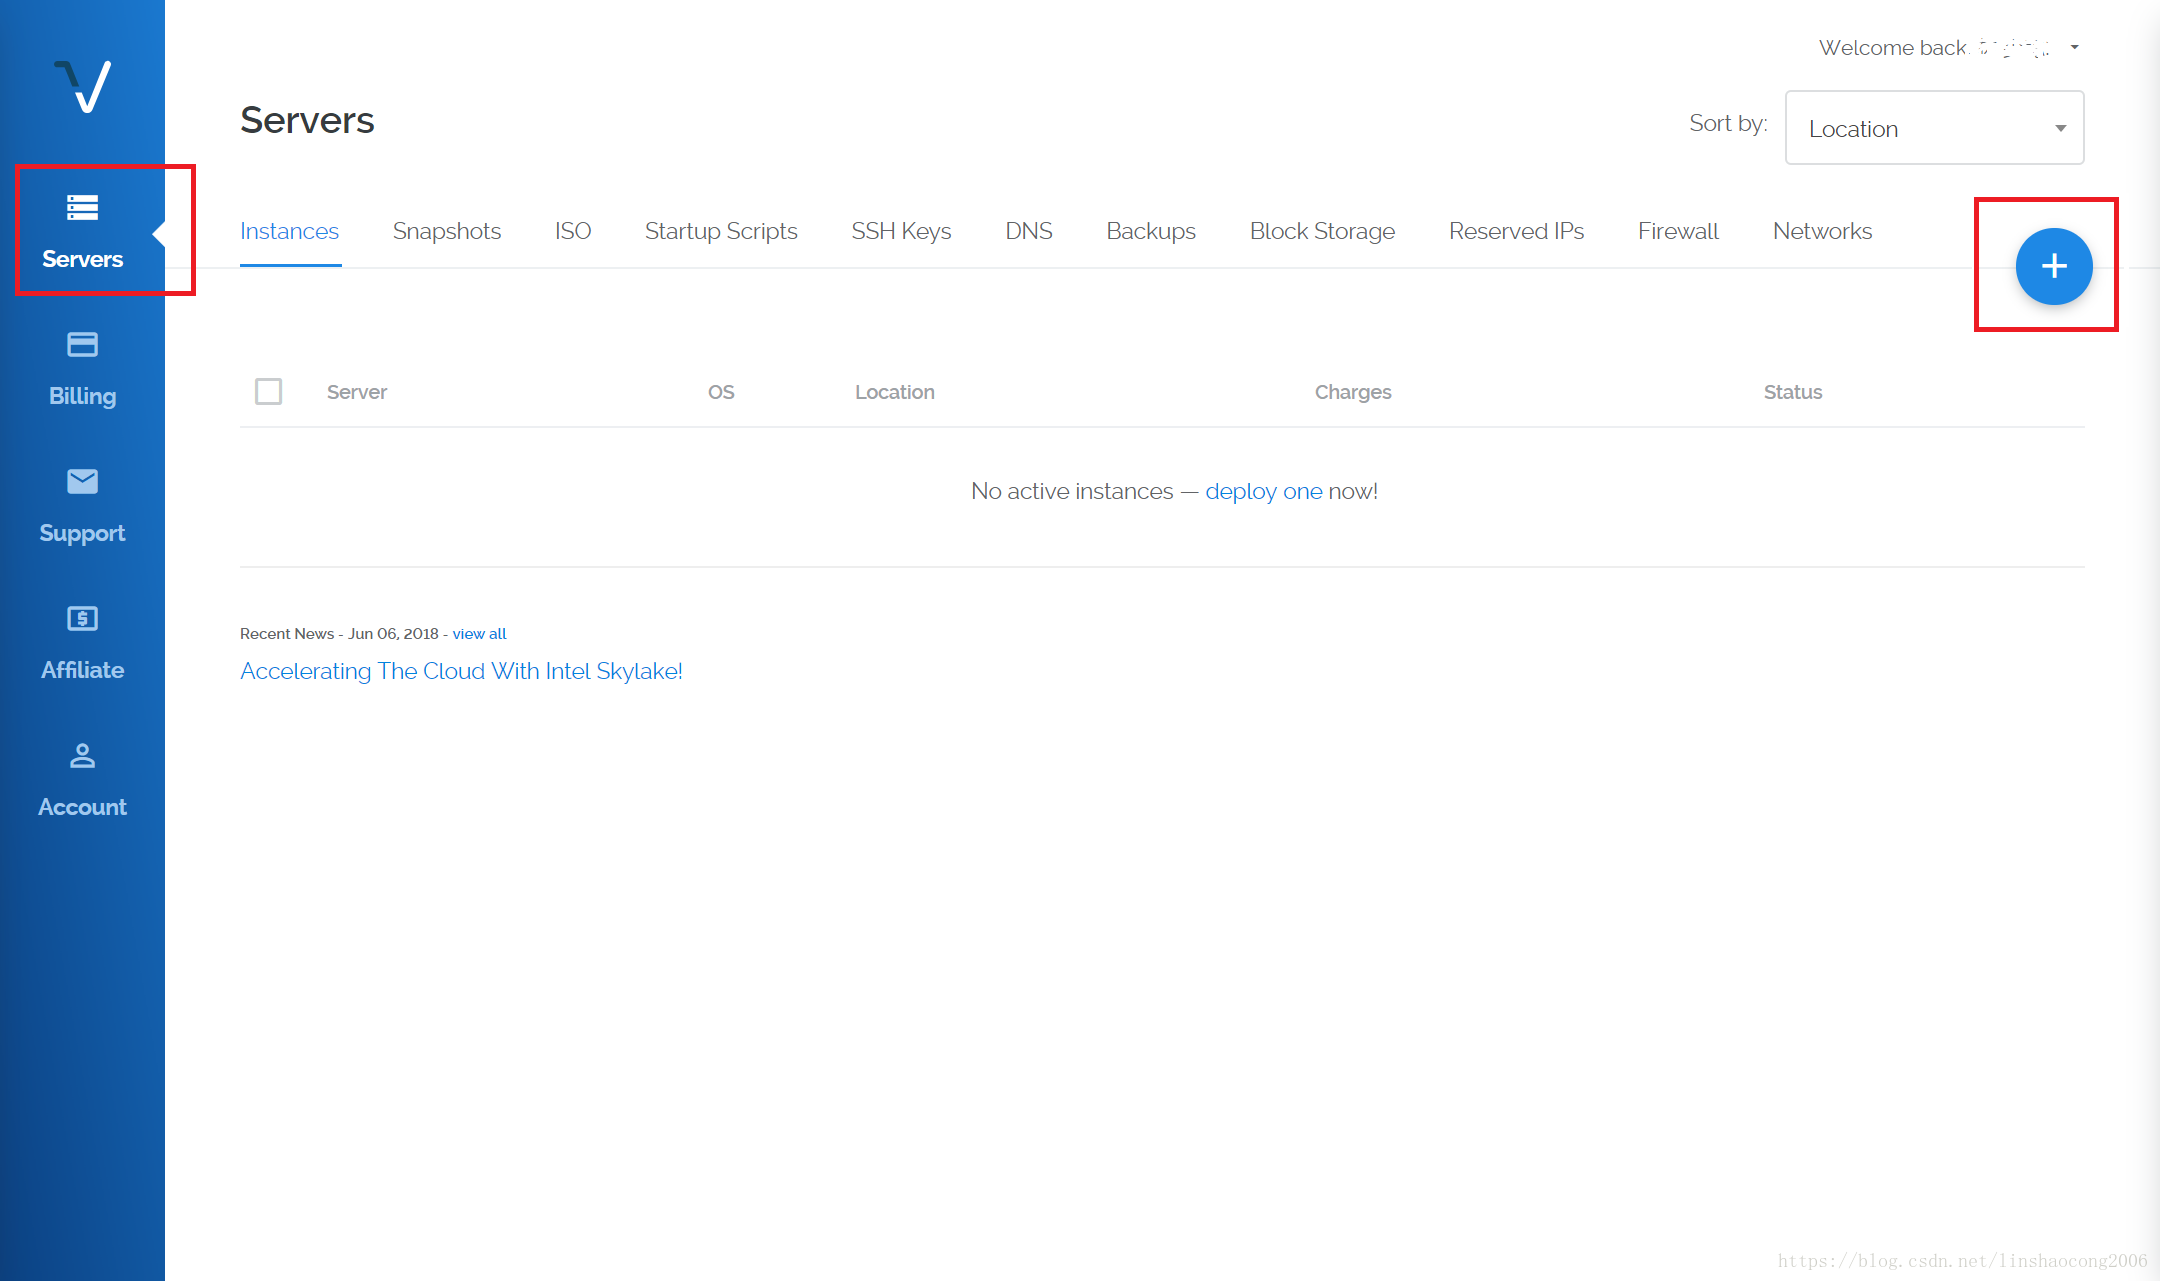 Welcome back
Servers
Sort by:
Location
Servers
Instances Snapshots ISO Startup Scripts SSH Keys DNS Backups Block Storage Reserved IPs Firewall Networks
Billing
Server OS Location Charges Status
Support
No active instances — deploy one now!
Affiliate
Recent News - Jun 06, 2018 - view all
Accelerating The Cloud With Intel Skylake!
Account
https://blog.csdn.net/linshaocong2006